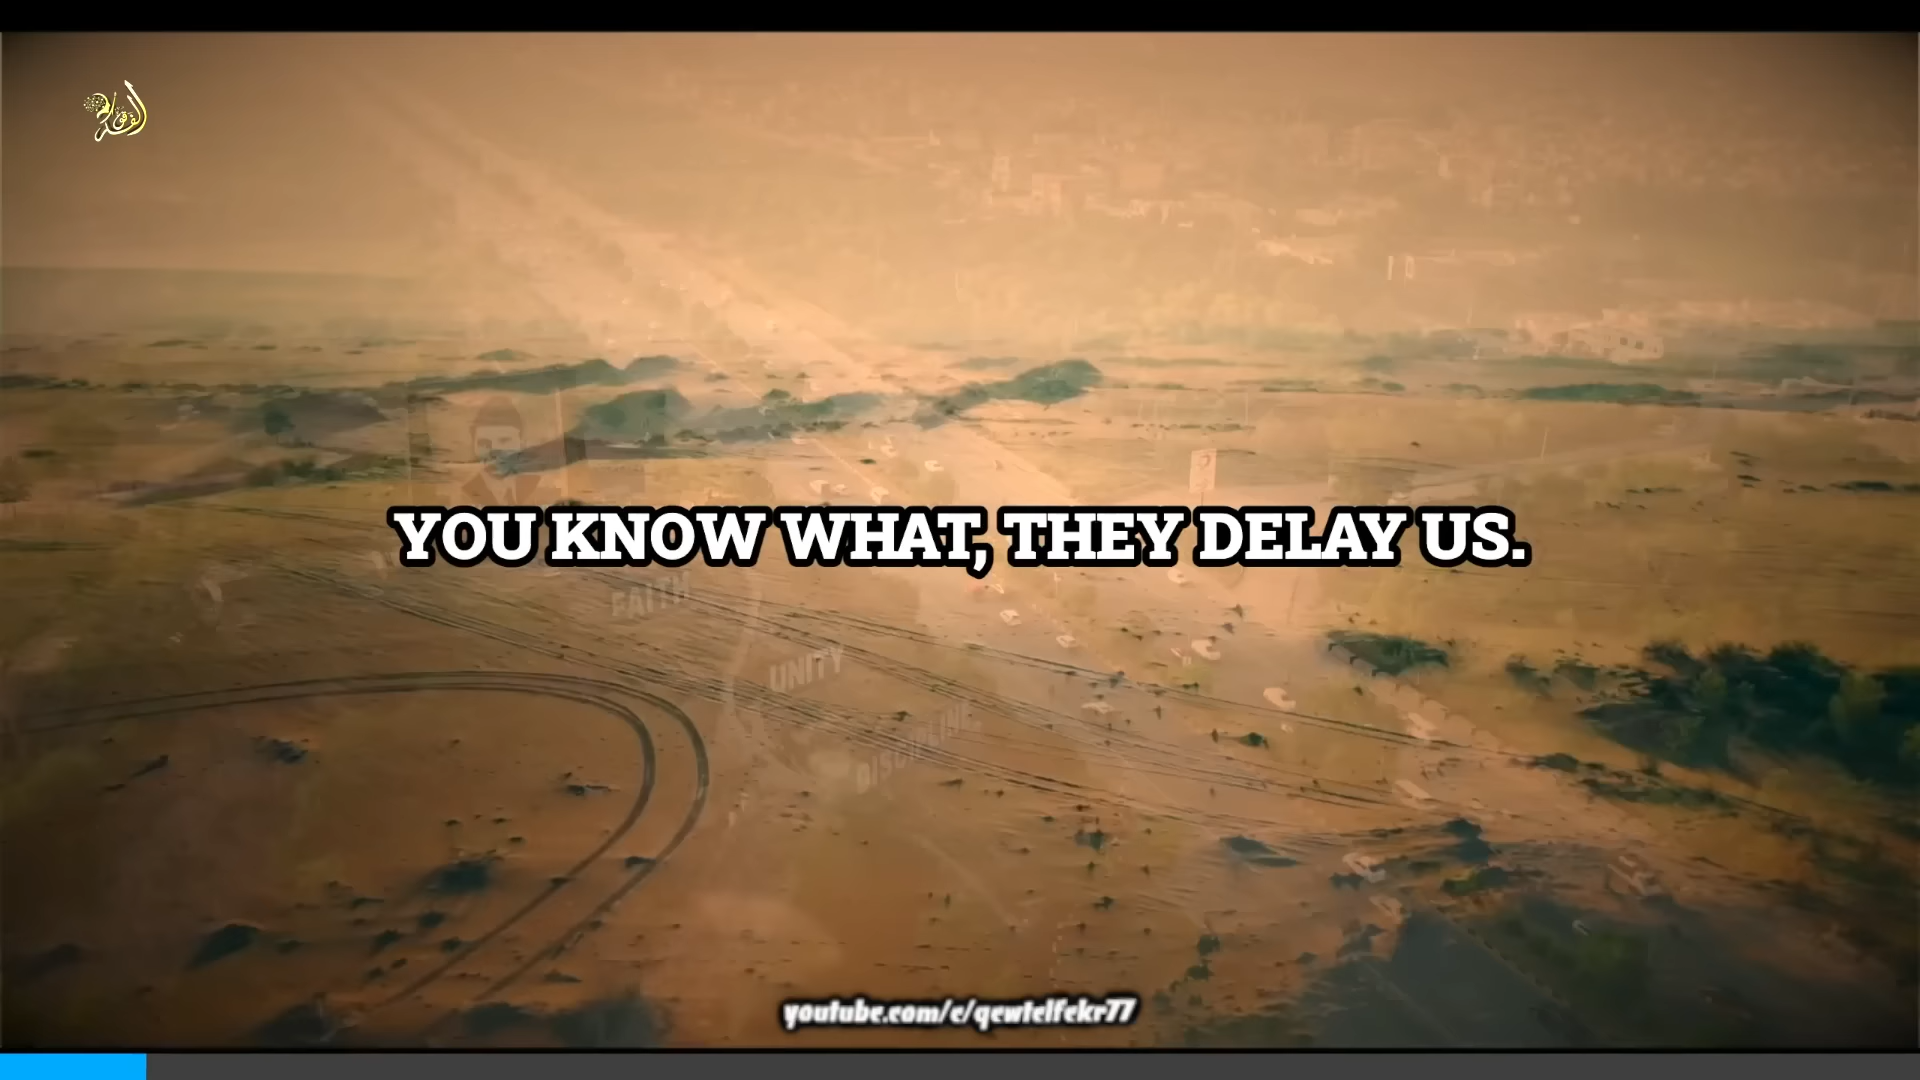 YOU KNOW WHAT, THEY DELAY US.
FAITH
UNITY
DISCIPLINE
youtube.com/c/qewtelfekr77